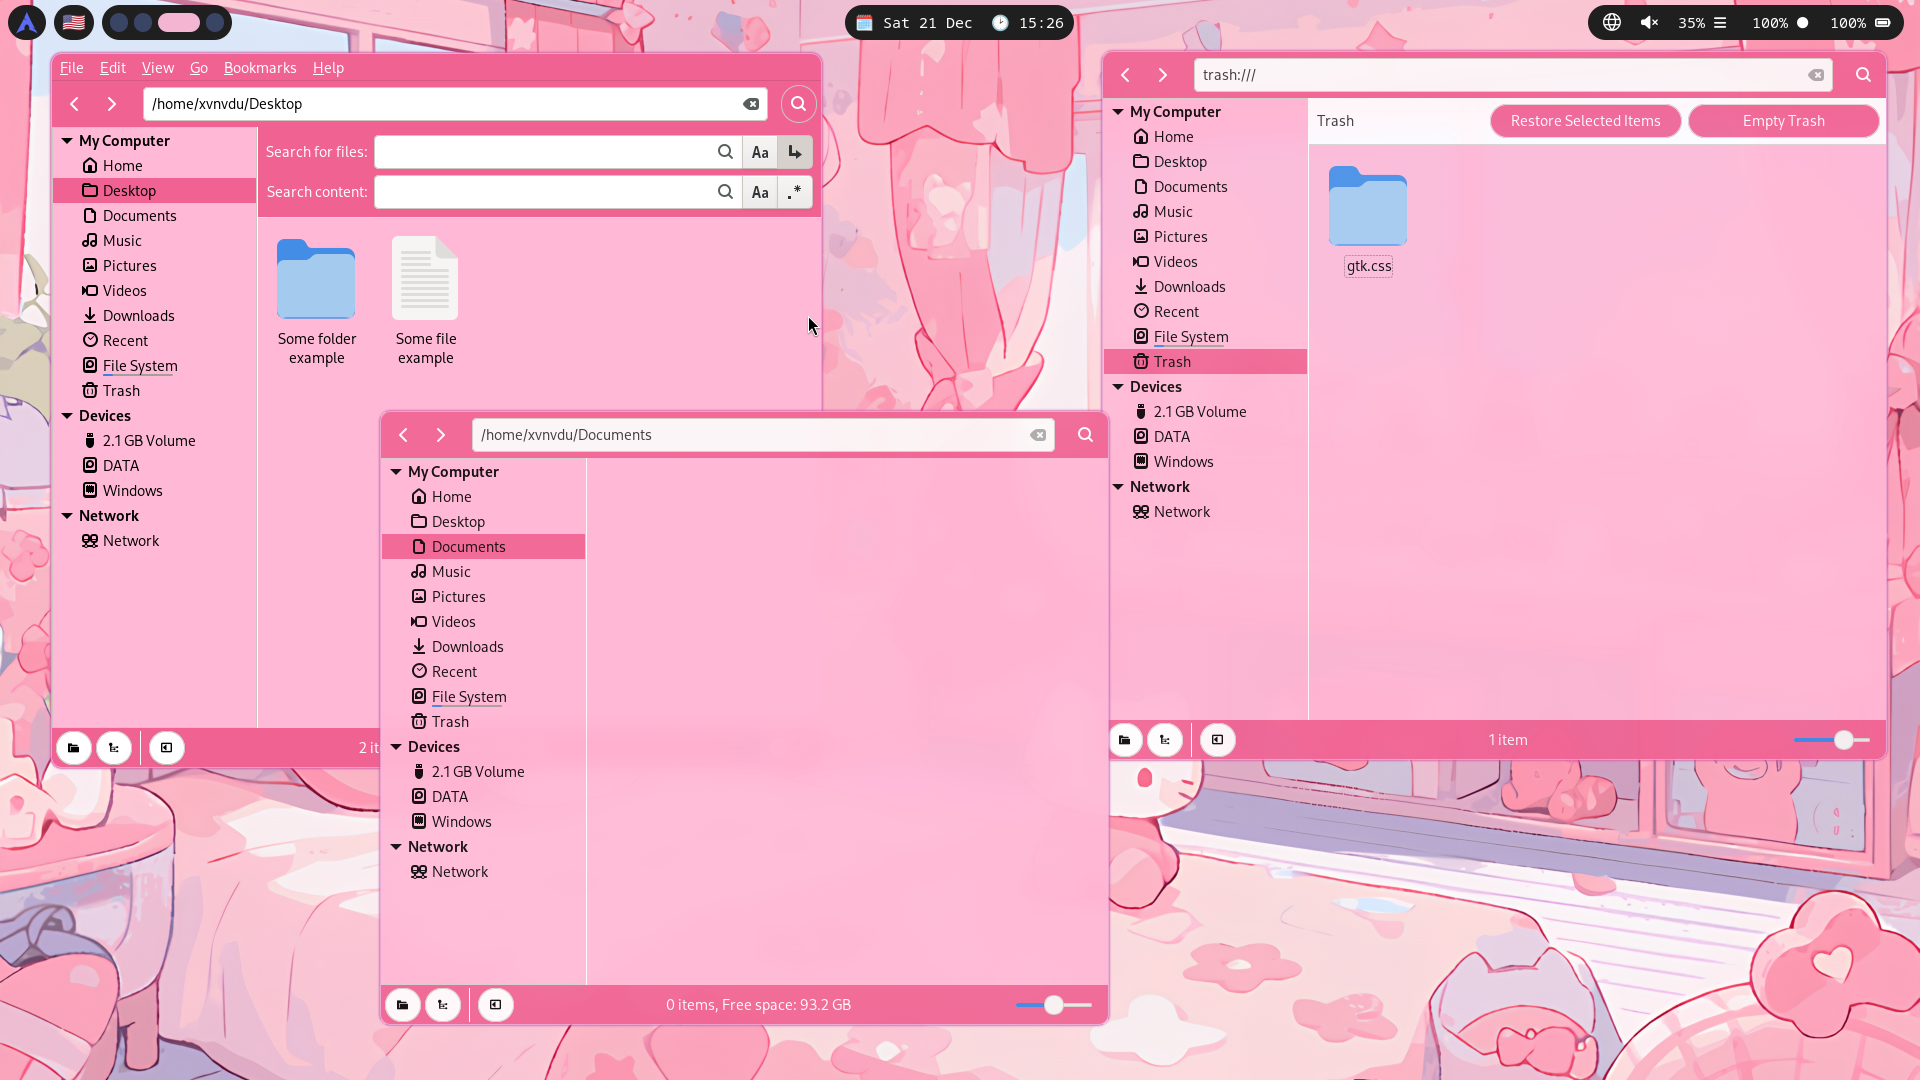 Sat 21 Dec 15:26
35% 100% 100%
File Edit View Go Bookmarks Help
/home/xvnvdu/Desktop
My Computer
Home
Desktop
Documents
Music
Pictures
Videos
Downloads
Recent
File System
Trash
Devices
2.1 GB Volume
DATA
Windows
Network
Network
Search for files:
Aa
Search content:
Aa .*
Some folder
example
Some file
example
2 it
/home/xvnvdu/Documents
My Computer
Home
Desktop
Documents
Music
Pictures
Videos
Downloads
Recent
File System
Trash
Devices
2.1 GB Volume
DATA
Windows
Network
Network
0 items, Free space: 93.2 GB
trash:///
My Computer
Home
Desktop
Documents
Music
Pictures
Videos
Downloads
Recent
File System
Trash
Devices
2.1 GB Volume
DATA
Windows
Network
Network
Trash
Restore Selected Items
Empty Trash
gtk.css
1 item